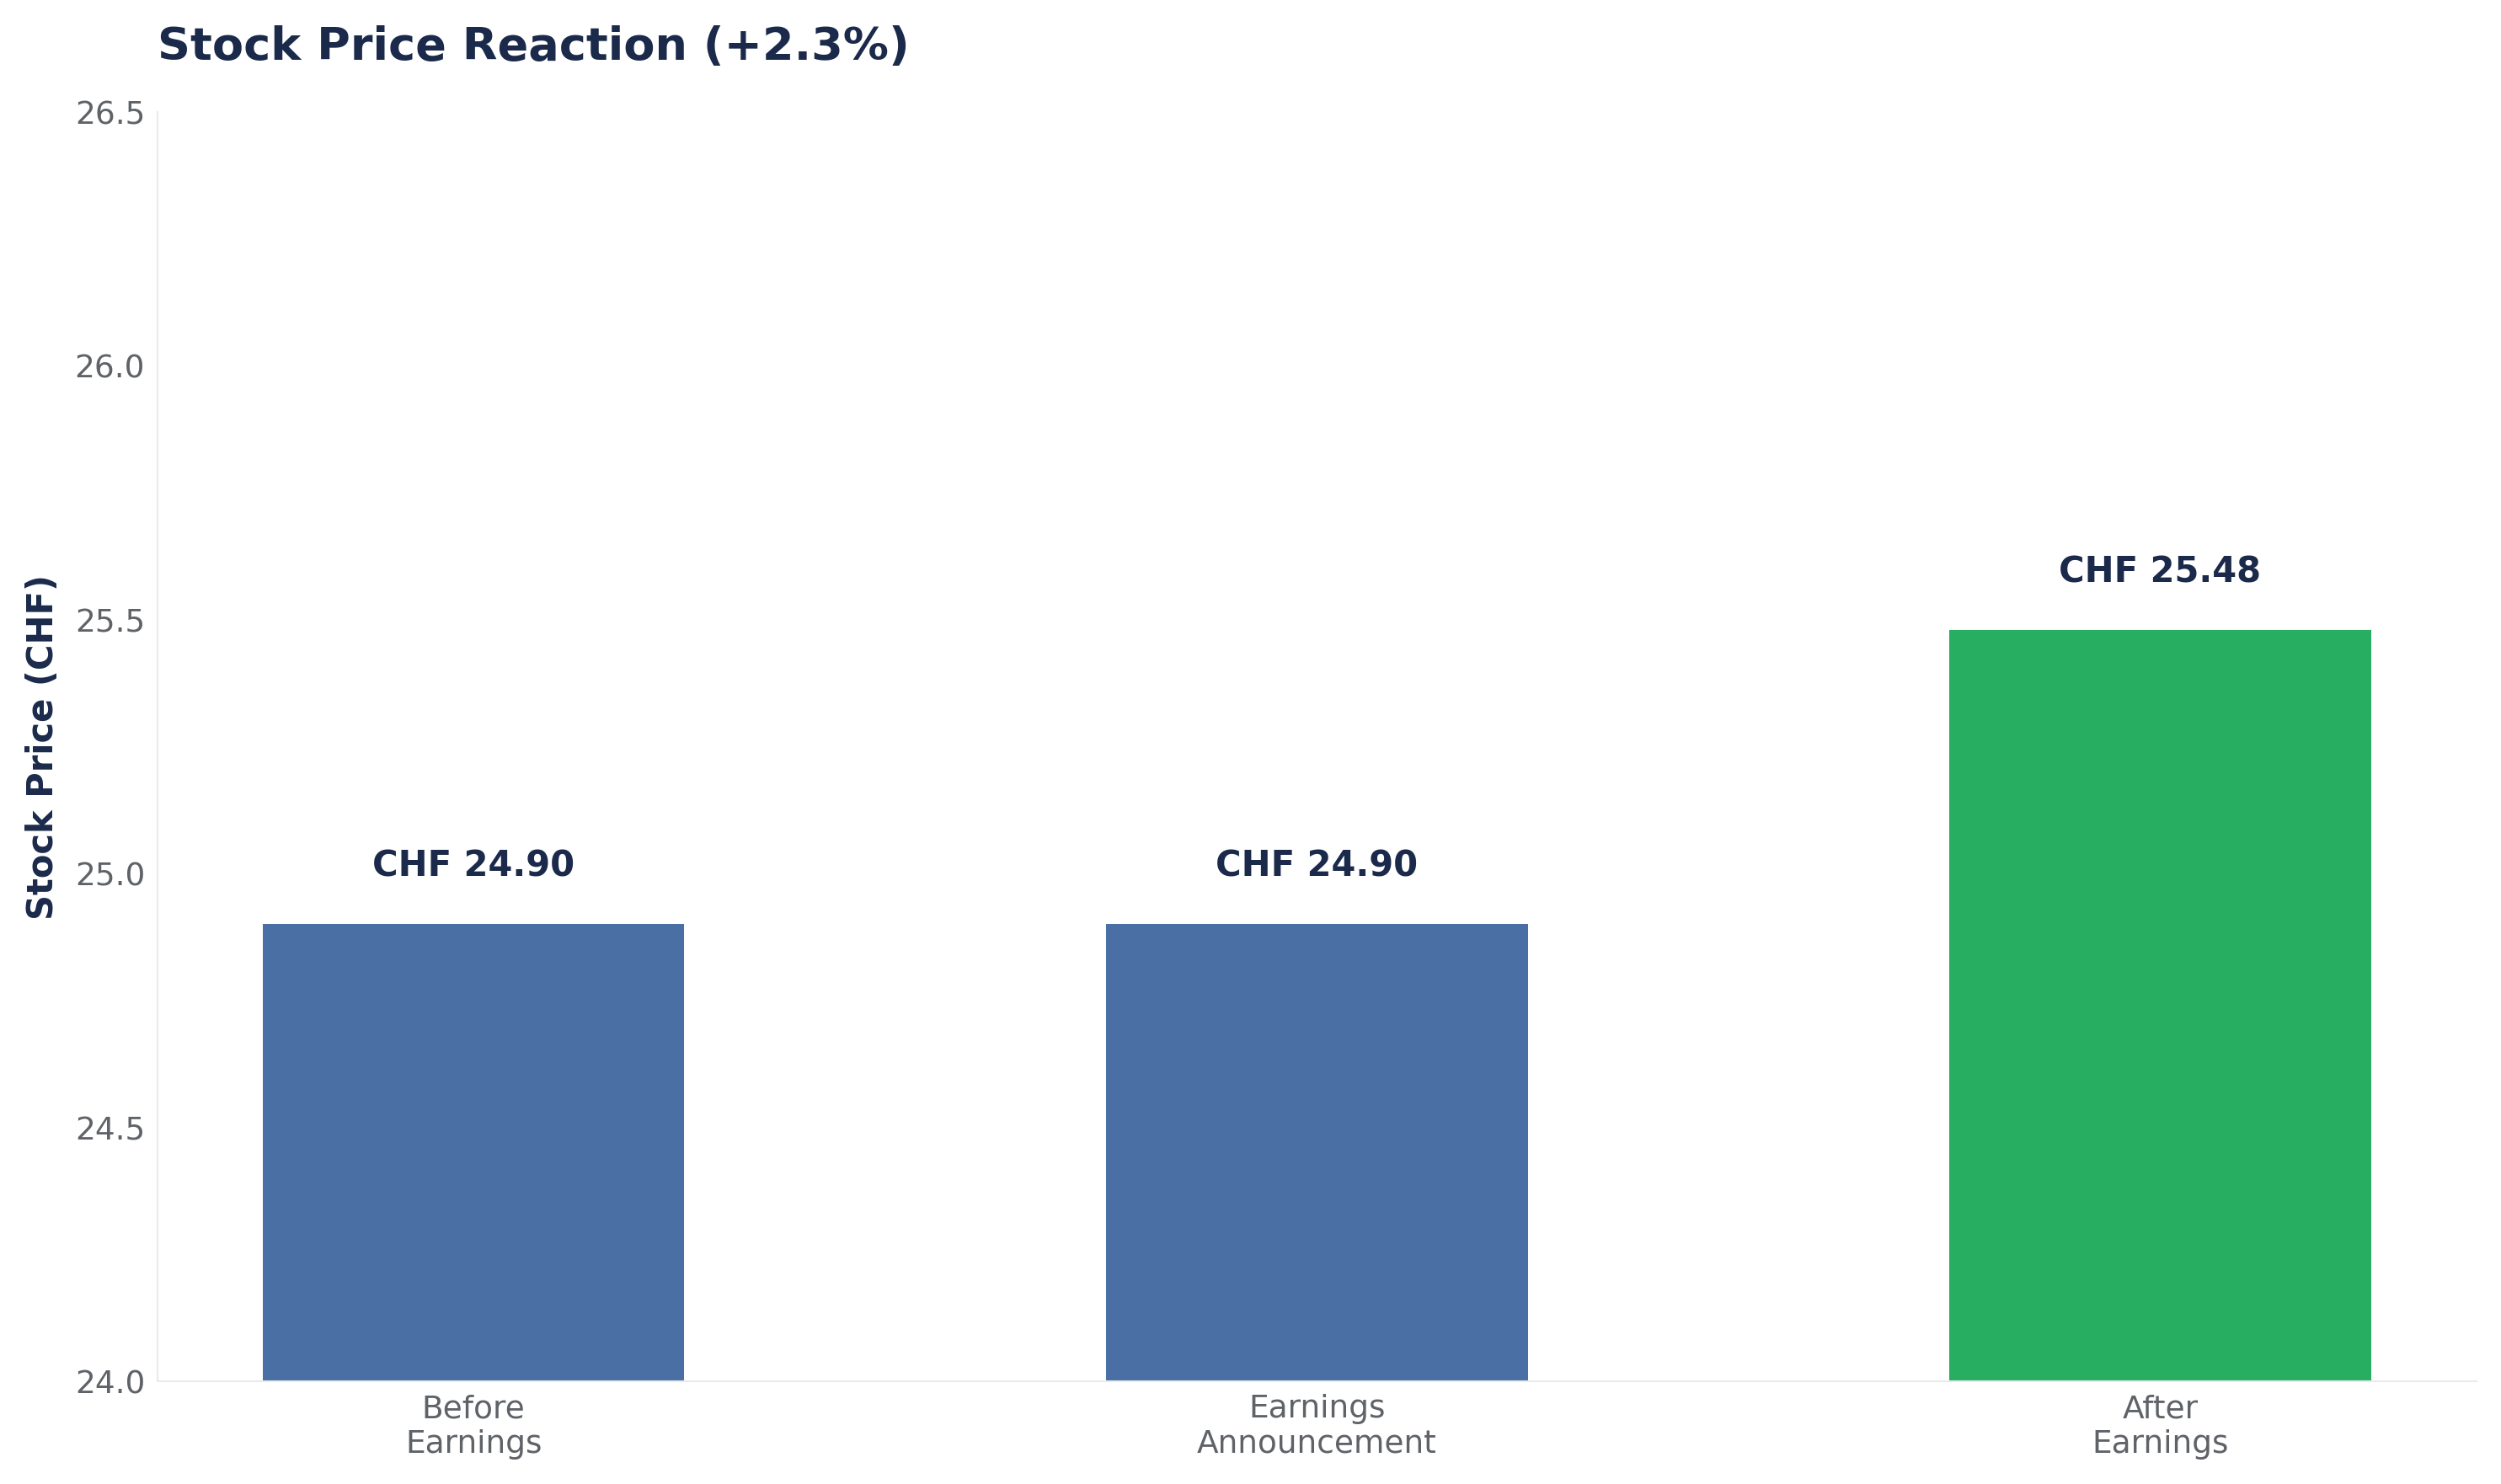 Stock Price Reaction (+2.3%)
Stock Price (CHF)
26.5
26.0
25.5
25.0
24.5
24.0
CHF 24.90
CHF 24.90
CHF 25.48
Before
Earnings
Earnings
Announcement
After
Earnings